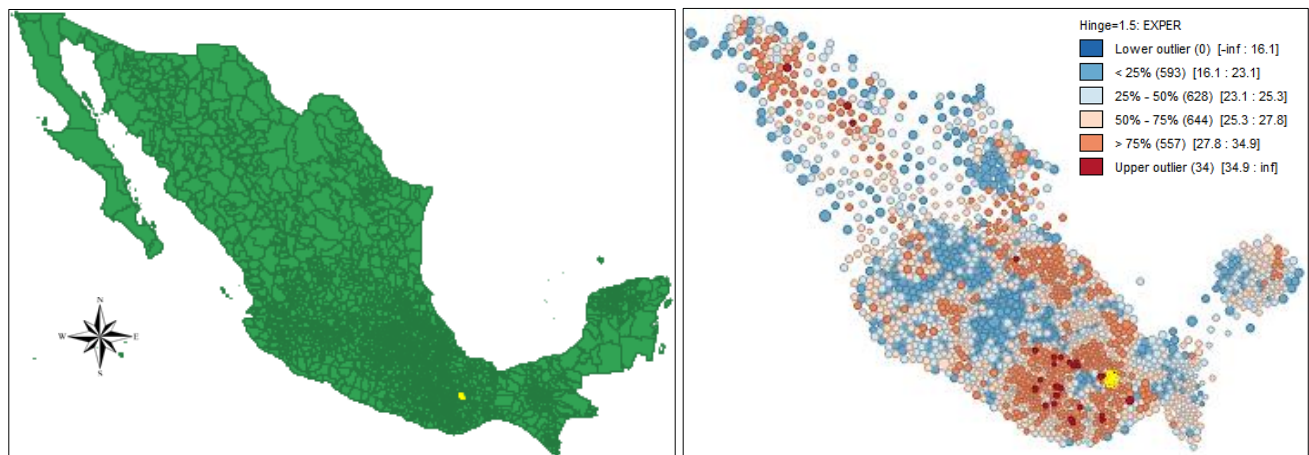 N
W E
S
Hinge=1.5: EXPER
Lower outlier (0) [-inf : 16.1]
< 25% (593) [16.1 : 23.1]
25% - 50% (628) [23.1 : 25.3]
50% - 75% (644) [25.3 : 27.8]
> 75% (557) [27.8 : 34.9]
Upper outlier (34) [34.9 : inf]